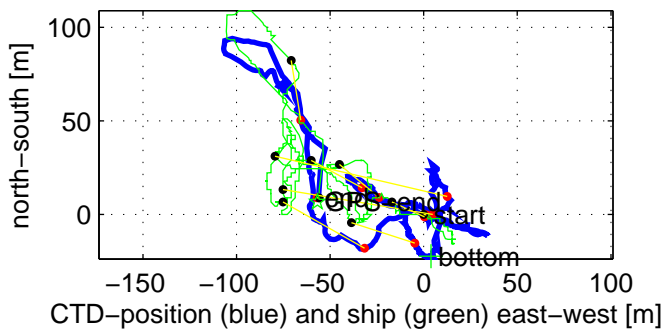 north−south [m]
100
50
0
end
GPS−end
start
bottom
−150
−100
−50
0
50
100
CTD−position (blue) and ship (green) east−west [m]